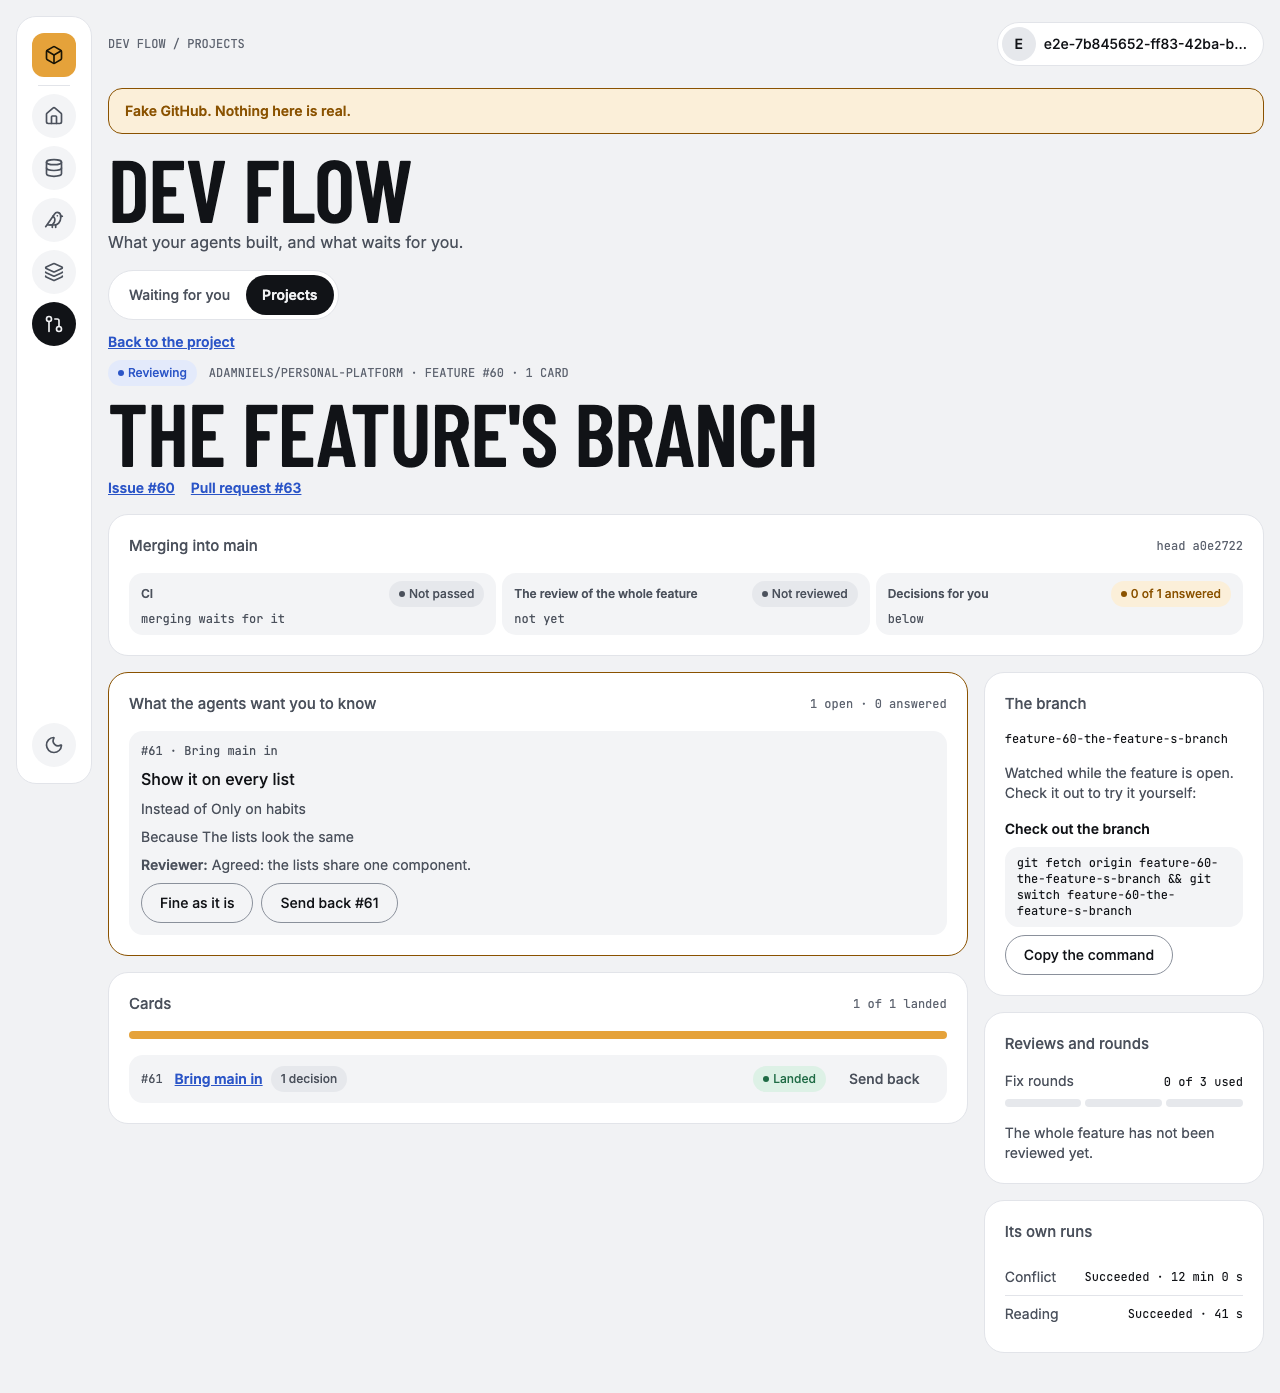 DEV FLOW / PROJECTS
E
e2e-7b845652-ff83-42ba-b...
Fake GitHub. Nothing here is real.
DEV FLOW
What your agents built, and what waits for you.
Waiting for you
Projects
Back to the project
Reviewing
ADAMNIELS/PERSONAL-PLATFORM · FEATURE #60 · 1 CARD
THE FEATURE'S BRANCH
Issue #60
Pull request #63
Merging into main
head a0e2722
CI
Not passed
merging waits for it
The review of the whole feature
Not reviewed
not yet
Decisions for you
0 of 1 answered
below
What the agents want you to know
1 open · 0 answered
#61 · Bring main in
Show it on every list
Instead of Only on habits
Because The lists look the same
Reviewer: Agreed: the lists share one component.
Fine as it is
Send back #61
Cards
1 of 1 landed
#61
Bring main in
1 decision
Landed
Send back
The branch
feature-60-the-feature-s-branch
Watched while the feature is open.
Check it out to try it yourself:
Check out the branch
git fetch origin feature-60-
the-feature-s-branch && git
switch feature-60-the-
feature-s-branch
Copy the command
Reviews and rounds
Fix rounds
0 of 3 used
The whole feature has not been
reviewed yet.
Its own runs
Conflict
Succeeded · 12 min 0 s
Reading
Succeeded · 41 s